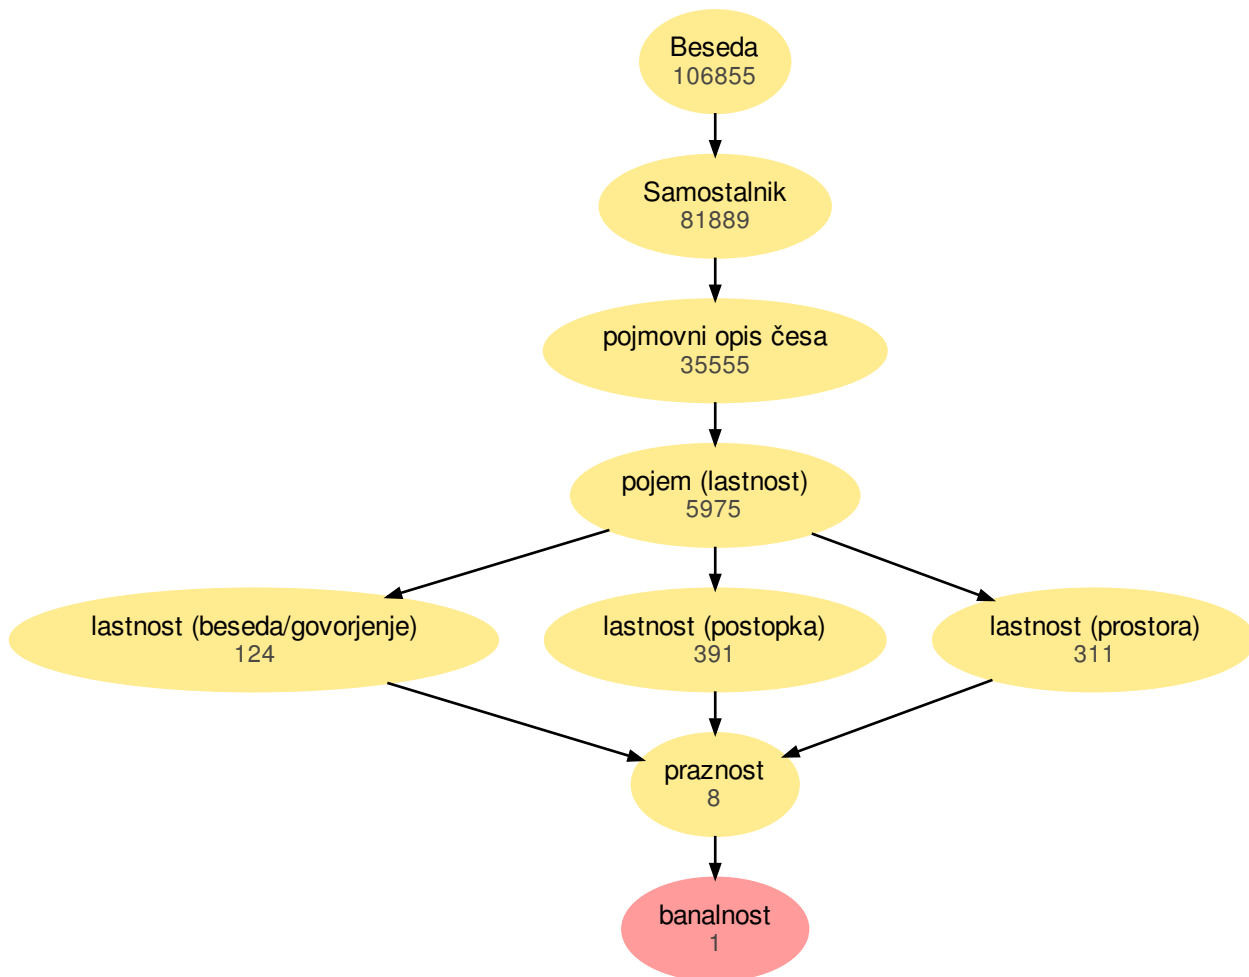 Beseda
106855
Samostalnik
81889
pojmovni opis česa
35555
pojem (lastnost)
5975
lastnost (beseda/govorjenje)
124
lastnost (postopka)
391
lastnost (prostora)
311
praznost
8
banalnost
1